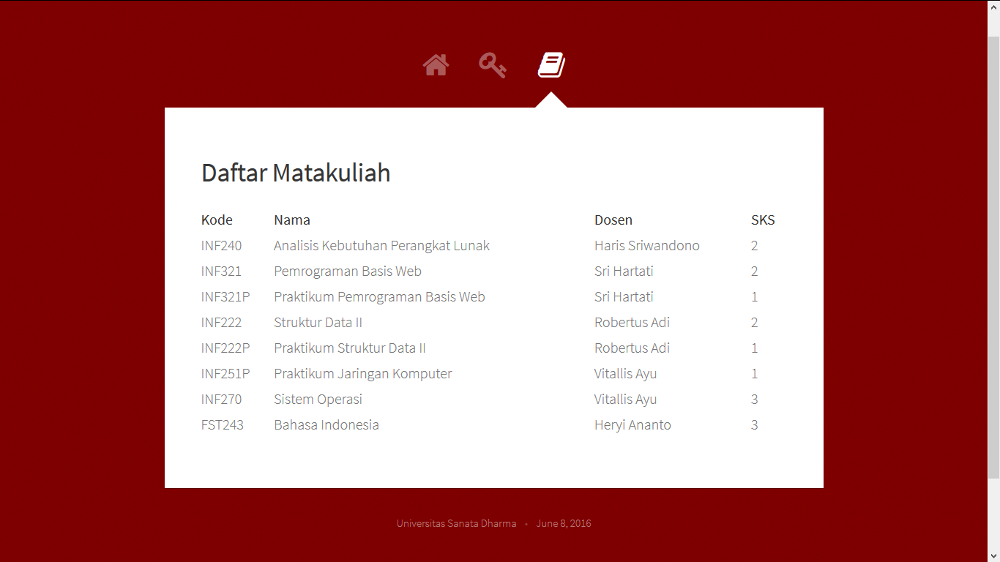 Daftar Matakuliah
Kode Nama Dosen SKS
INF240 Analisis Kebutuhan Perangkat Lunak Haris Sriwandono 2
INF321 Pemrograman Basis Web Sri Hartati 2
INF321P Praktikum Pemrograman Basis Web Sri Hartati 1
INF222 Struktur Data II Robertus Adi 2
INF222P Praktikum Struktur Data II Robertus Adi 1
INF251P Praktikum Jaringan Komputer Vitallis Ayu 1
INF270 Sistem Operasi Vitallis Ayu 3
FST243 Bahasa Indonesia Heryi Ananto 3
Universitas Sanata Dharma • June 8, 2016